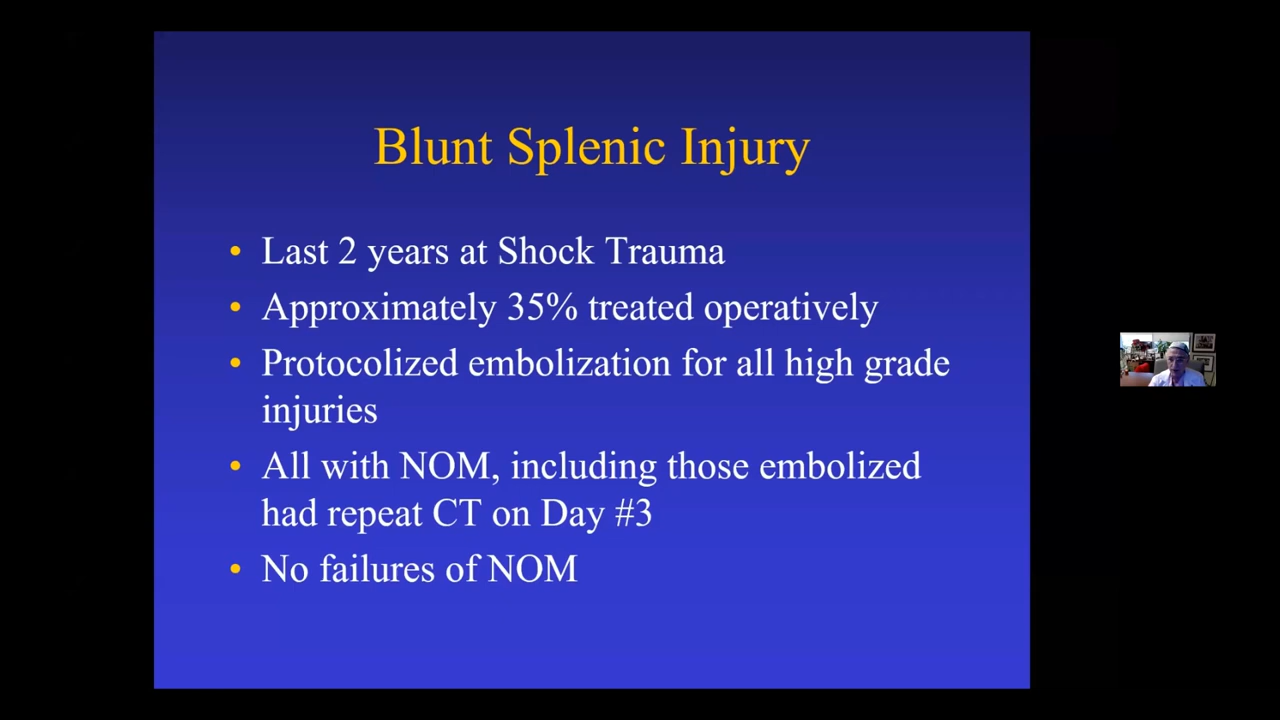 Blunt Splenic Injury
• Last 2 years at Shock Trauma
• Approximately 35% treated operatively
• Protocolized embolization for all high grade
injuries
• All with NOM, including those embolized
had repeat CT on Day #3
• No failures of NOM